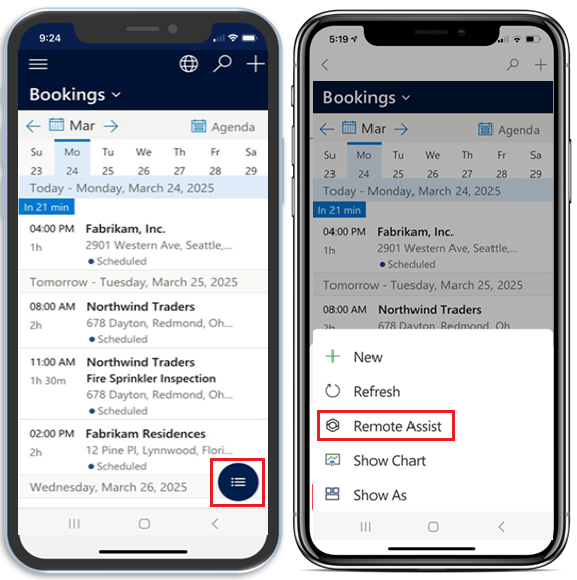 9:24
Bookings
Mar
Agenda
Su Mo Tu We Th Fr Sa
23 24 25 26 27 28 29
Today - Monday, March 24, 2025
In 21 min
04:00 PM Fabrikam, Inc.
1h 2901 Western Ave, Seattle,...
Scheduled
Tomorrow - Tuesday, March 25, 2025
08:00 AM Northwind Traders
2h 678 Dayton, Redmond, Oh...
Scheduled
11:00 AM Northwind Traders
1h 30m Fire Sprinkler Inspection
678 Dayton, Redmond, Oh...
Scheduled
02:00 PM Fabrikam Residences
2h 12 Pine Pl, Lynnwood, Flori...
Scheduled
Wednesday, March 26, 2025
5:19
Bookings
Mar
Agenda
Su Mo Tu We Th Fr Sa
23 24 25 26 27 28 29
Today - Monday, March 24, 2025
In 21 min
04:00 PM Fabrikam, Inc.
1h 2901 Western Ave, Seattle,...
Scheduled
Tomorrow - Tuesday, March 25, 2025
08:00 AM Northwind Traders
2h 678 Dayton, Redmond, Oh...
New
Refresh
Remote Assist
Show Chart
Show As